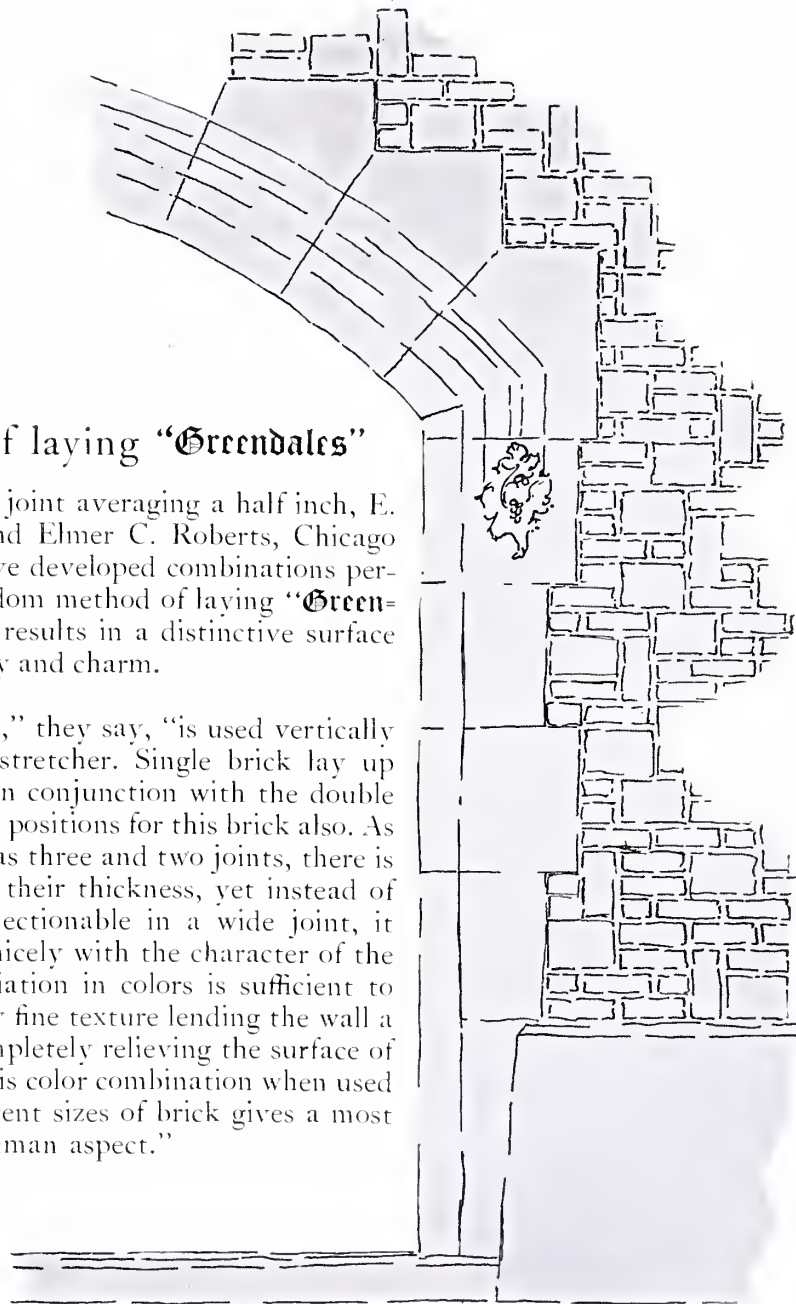 f laying “Greendales”
joint averaging a half inch, E.
nd Elmer C. Roberts, Chicago
ve developed combinations per-
dom method of laying “Green=
results in a distinctive surface
y and charm.
,” they say, “is used vertically
stretcher. Single brick lay up
n conjunction with the double
positions for this brick also. As
as three and two joints, there is
their thickness, yet instead of
ectionable in a wide joint, it
nicely with the character of the
iation in colors is sufficient to
r fine texture lending the wall a
mpletely relieving the surface of
is color combination when used
rent sizes of brick gives a most
man aspect.”